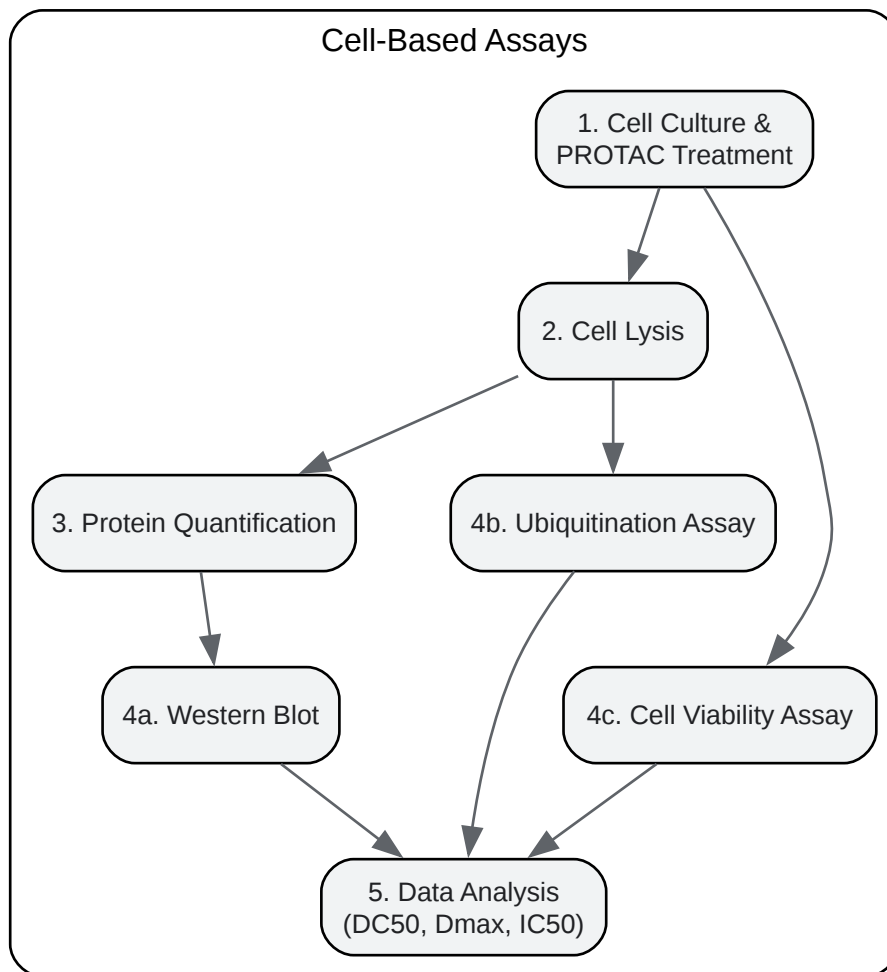 Cell-Based Assays
1. Cell Culture &
PROTAC Treatment
2. Cell Lysis
3. Protein Quantification
4b. Ubiquitination Assay
4a. Western Blot
4c. Cell Viability Assay
5. Data Analysis
(DC50, Dmax, IC50)